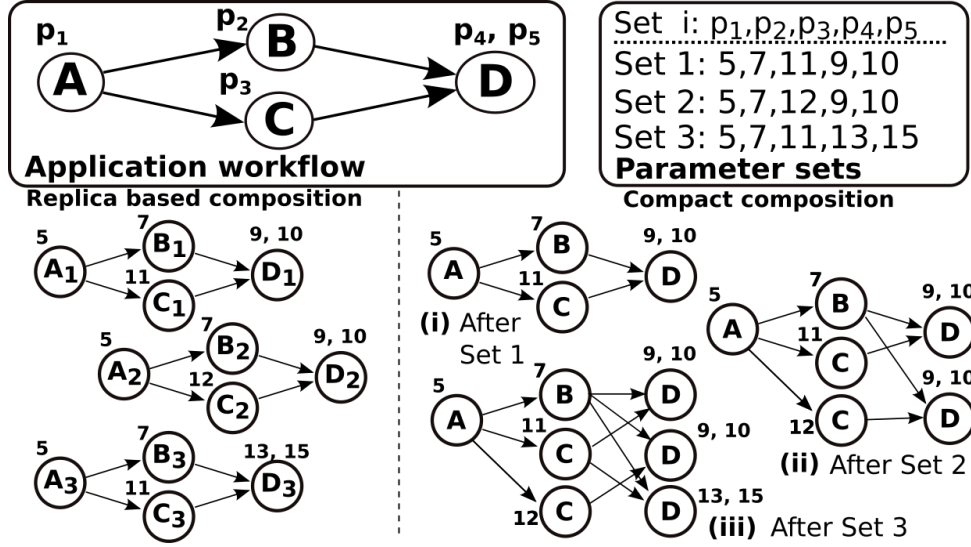 p1
A
p2
B
p3
C
p4, p5
D
Application workflow
Set i: p1,p2,p3,p4,p5
Set 1: 5,7,11,9,10
Set 2: 5,7,12,9,10
Set 3: 5,7,11,13,15
Parameter sets
Replica based composition
5
A1
7
B1
11
C1
9, 10
D1
5
A2
7
B2
12
C2
9, 10
D2
5
A3
7
B3
11
C3
13, 15
D3
Compact composition
5
A
7
B
11
C
9, 10
D
(i) After
Set 1
5
A
7
B
11
C
12
C
9, 10
D
9, 10
D
(ii) After Set 2
5
A
7
B
11
C
12
C
9, 10
D
9, 10
D
13, 15
D
(iii) After Set 3